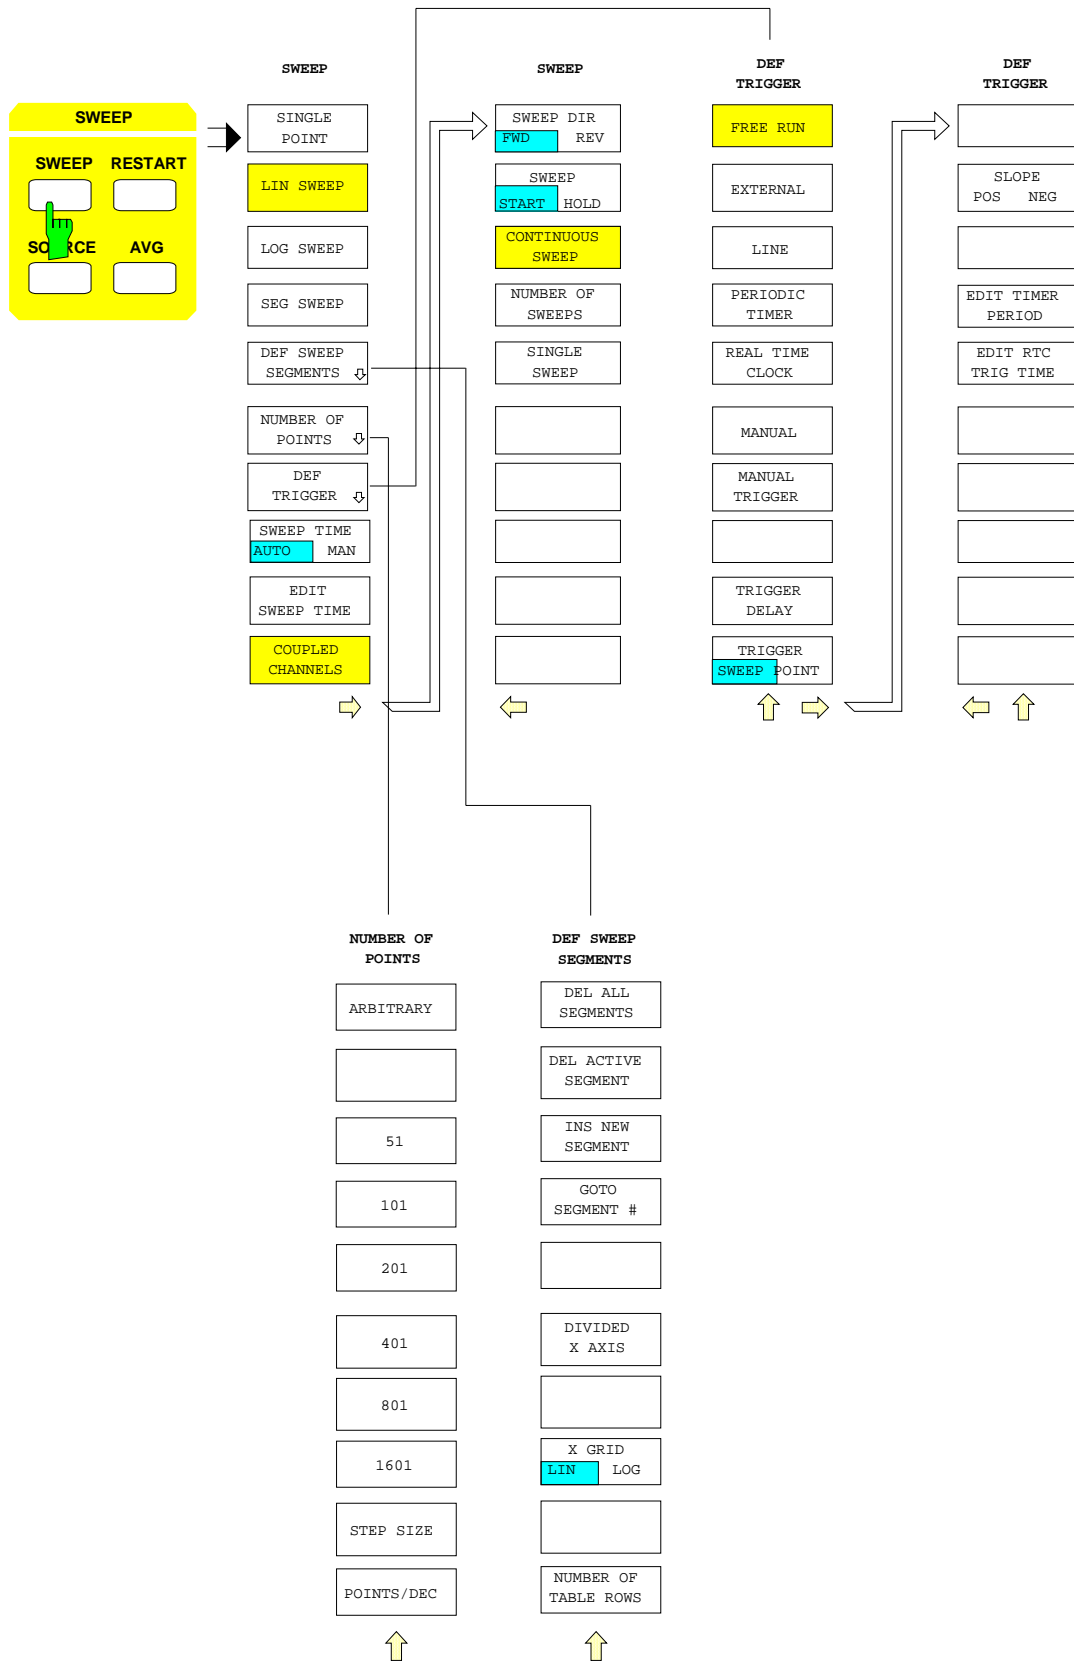 SWEEP
SWEEP RESTART
AVG
SWEEP
SINGLE
POINT
LIN SWEEP
LOG SWEEP
SEG SWEEP
DEF SWEEP
SEGMENTS
NUMBER OF
POINTS
DEF
TRIGGER
SWEEP TIME
AUTO MAN
EDIT
SWEEP TIME
COUPLED
CHANNELS
SWEEP
SWEEP DIR
FWD REV
SWEEP
START HOLD
CONTINUOUS
SWEEP
NUMBER OF
SWEEPS
SINGLE
SWEEP
DEF
TRIGGER
FREE RUN
EXTERNAL
LINE
PERIODIC
TIMER
REAL TIME
CLOCK
MANUAL
MANUAL
TRIGGER
TRIGGER
DELAY
TRIGGER
SWEEP POINT
DEF
TRIGGER
SLOPE
POS NEG
EDIT TIMER
PERIOD
EDIT RTC
TRIG TIME
NUMBER OF
POINTS
ARBITRARY
51
101
201
401
801
1601
STEP SIZE
POINTS/DEC
DEF SWEEP
SEGMENTS
DEL ALL
SEGMENTS
DEL ACTIVE
SEGMENT
INS NEW
SEGMENT
GOTO
SEGMENT #
DIVIDED
X AXIS
X GRID
LIN LOG
NUMBER OF
TABLE ROWS